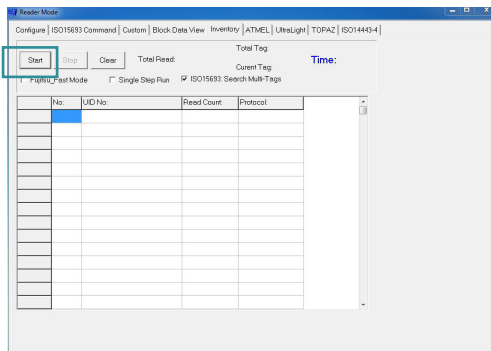 Reader Mode
Configure ISO15693 Command Custom Block Data View Inventory ATMEL UltraLight TOPAZ ISO14443-4
Total Tag:
Start Stop Clear Total Read: Time:
Curent Tag:
Fujitsu_Fast Mode Single Step Run ISO15693: Search Multi-Tags
No: UID No: Read Count Protocol: